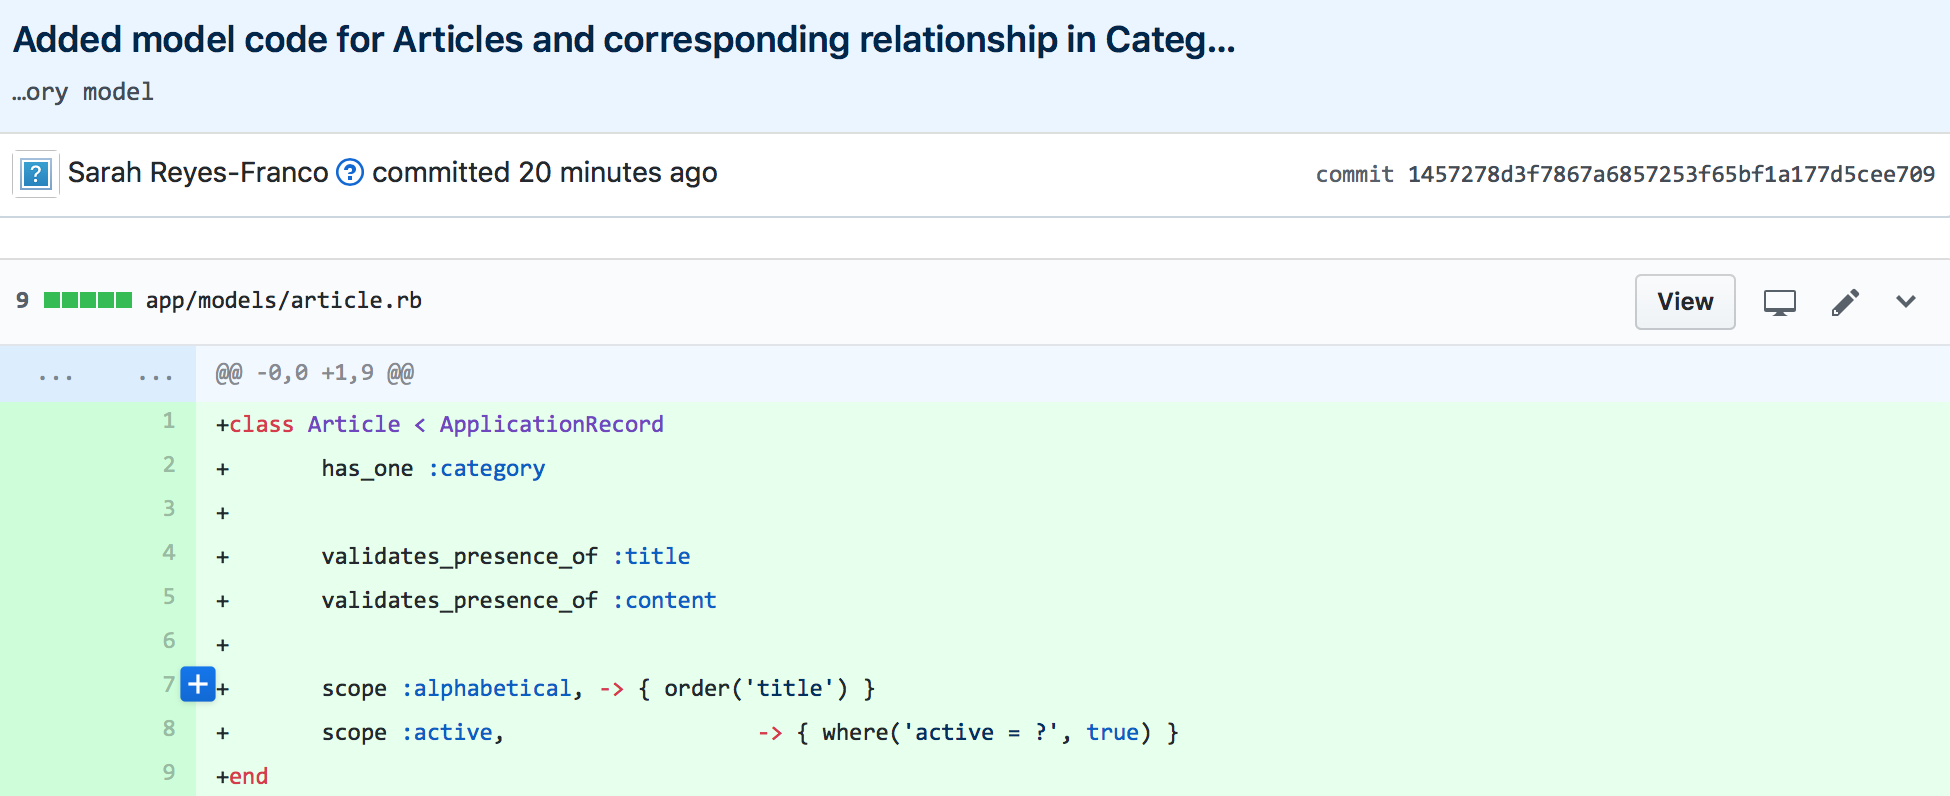 Added model code for Articles and corresponding relationship in Categ...
…ory model
Sarah Reyes-Franco committed 20 minutes ago
commit 1457278d3f7867a6857253f65bf1a177d5cee709
9 app/models/article.rb
View
... ... @@ -0,0 +1,9 @@
1 +class Article < ApplicationRecord
2 + has_one :category
3 +
4 + validates_presence_of :title
5 + validates_presence_of :content
6 +
7 + scope :alphabetical, -> { order('title') }
8 + scope :active, -> { where('active = ?', true) }
9 +end